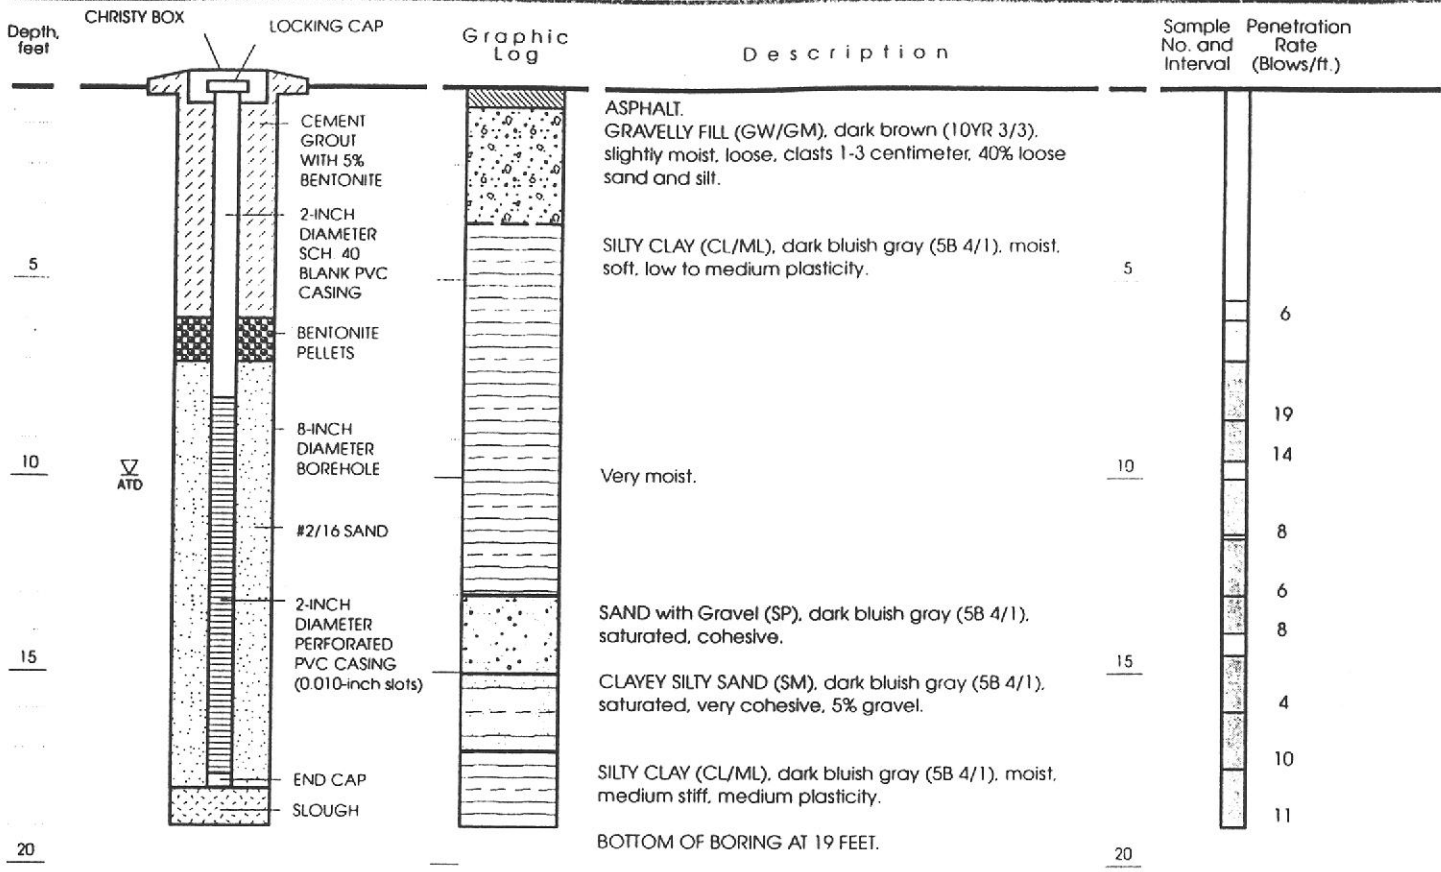 Depth,
feet
CHRISTY BOX
LOCKING CAP
Graphic
Log
Description
Sample
No. and
Interval
Penetration
Rate
(Blows/ft.)
CEMENT
GROUT
WITH 5%
BENTONITE
2-INCH
DIAMETER
SCH 40
BLANK PVC
CASING
BENTONITE
PELLETS
8-INCH
DIAMETER
BOREHOLE
#2/16 SAND
2-INCH
DIAMETER
PERFORATED
PVC CASING
(0.010-inch slots)
END CAP
SLOUGH
5
10
15
20
ATD
ASPHALT.
GRAVELLY FILL (GW/GM), dark brown (10YR 3/3),
slightly moist, loose, clasts 1-3 centimeter, 40% loose
sand and silt.
SILTY CLAY (CL/ML), dark bluish gray (5B 4/1), moist,
soft, low to medium plasticity.
Very moist.
SAND with Gravel (SP), dark bluish gray (5B 4/1),
saturated, cohesive.
CLAYEY SILTY SAND (SM), dark bluish gray (5B 4/1),
saturated, very cohesive, 5% gravel.
SILTY CLAY (CL/ML), dark bluish gray (5B 4/1), moist,
medium stiff, medium plasticity.
BOTTOM OF BORING AT 19 FEET.
5
10
15
20
6
19
14
8
6
8
4
10
11